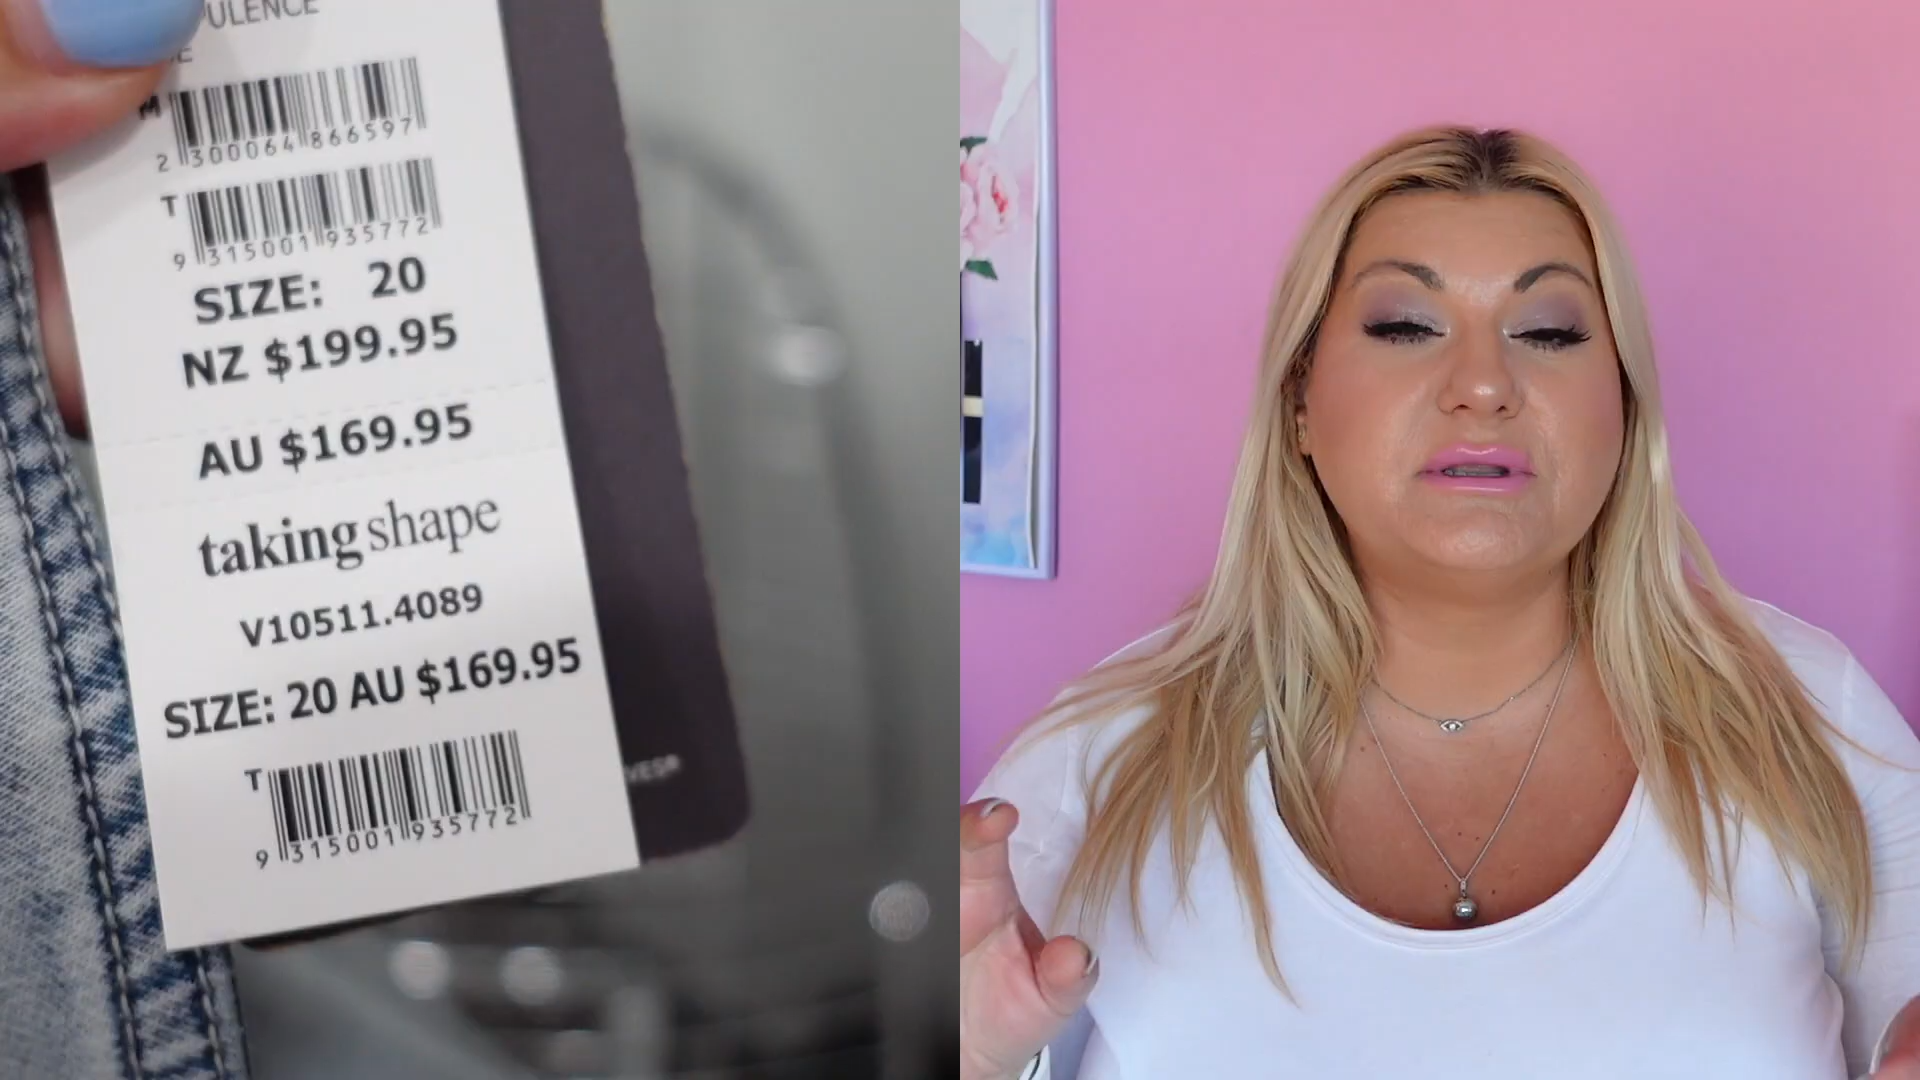 PULENCE
M
2 300064 866597
T
9 315001 935772
SIZE: 20
NZ $199.95
AU $169.95
taking shape
V10511.4089
SIZE: 20 AU $169.95
T
9 315001 935772